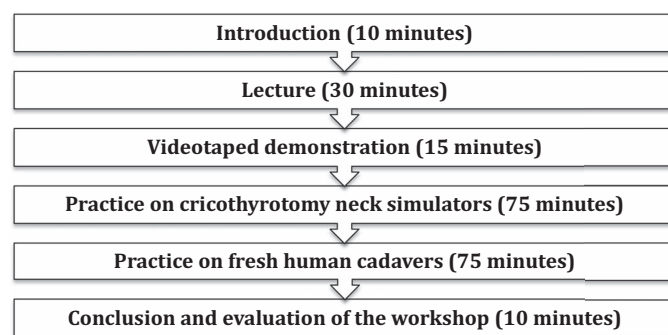 Introduction (10 minutes)
Lecture (30 minutes)
Videotaped demonstration (15 minutes)
Practice on cricothyrotomy neck simulators (75 minutes)
Practice on fresh human cadavers (75 minutes)
Conclusion and evaluation of the workshop (10 minutes)